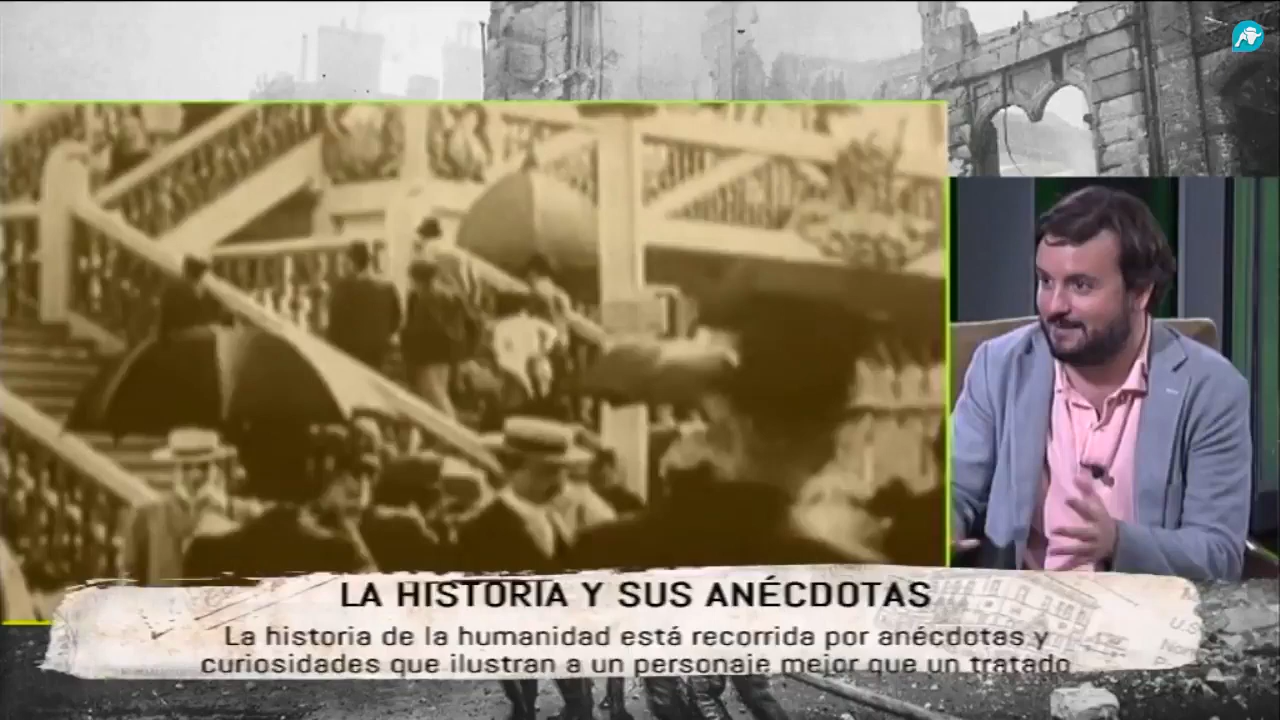 LA HISTORIA Y SUS ANÉCDOTAS
La historia de la humanidad está recorrida por anécdotas y
curiosidades que ilustran a un personaje mejor que un tratado
U.S